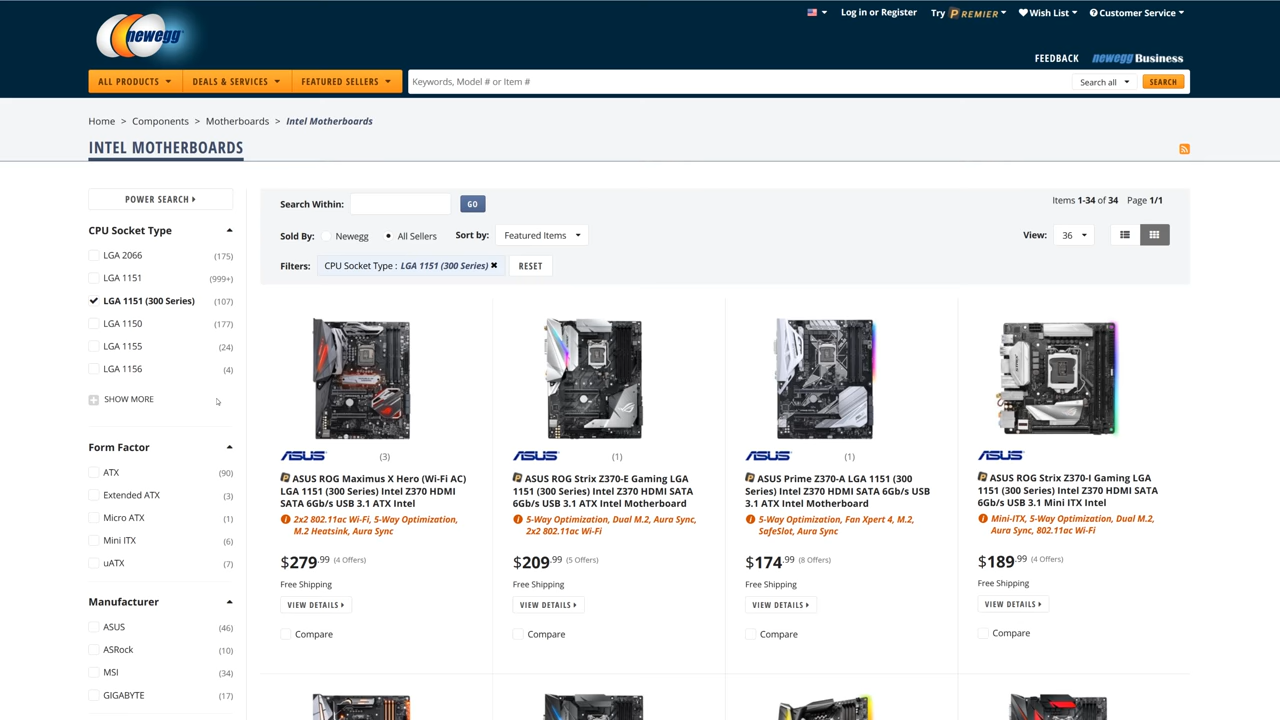 Log in or Register
Try PREMIER
Wish List
Customer Service
newegg
FEEDBACK
newegg Business
ALL PRODUCTS
DEALS & SERVICES
FEATURED SELLERS
Keywords, Model # or Item #
Search all
SEARCH
Home > Components > Motherboards > Intel Motherboards
INTEL MOTHERBOARDS
POWER SEARCH
CPU Socket Type
LGA 2066 (175)
LGA 1151 (999+)
LGA 1151 (300 Series) (107)
LGA 1150 (177)
LGA 1155 (24)
LGA 1156 (4)
SHOW MORE
Form Factor
ATX (90)
Extended ATX (3)
Micro ATX (1)
Mini ITX (6)
uATX (7)
Manufacturer
ASUS (46)
ASRock (10)
MSI (34)
GIGABYTE (17)
Search Within:
GO
Items 1-34 of 34 Page 1/1
Sold By: Newegg All Sellers
Sort by: Featured Items
View: 36
Filters: CPU Socket Type : LGA 1151 (300 Series)
RESET
ASUS (3)
ASUS ROG Maximus X Hero (Wi-Fi AC)
LGA 1151 (300 Series) Intel Z370 HDMI
SATA 6Gb/s USB 3.1 ATX Intel
2x2 802.11ac Wi-Fi, 5-Way Optimization,
M.2 Heatsink, Aura Sync
$279.99 (4 Offers)
Free Shipping
VIEW DETAILS
Compare
ASUS (1)
ASUS ROG Strix Z370-E Gaming LGA
1151 (300 Series) Intel Z370 HDMI SATA
6Gb/s USB 3.1 ATX Intel Motherboard
5-Way Optimization, Dual M.2, Aura Sync,
2x2 802.11ac Wi-Fi
$209.99 (5 Offers)
Free Shipping
VIEW DETAILS
Compare
ASUS (1)
ASUS Prime Z370-A LGA 1151 (300
Series) Intel Z370 HDMI SATA 6Gb/s USB
3.1 ATX Intel Motherboard
5-Way Optimization, Fan Xpert 4, M.2,
SafeSlot, Aura Sync
$174.99 (8 Offers)
Free Shipping
VIEW DETAILS
Compare
ASUS
ASUS ROG Strix Z370-I Gaming LGA
1151 (300 Series) Intel Z370 HDMI SATA
6Gb/s USB 3.1 Mini ITX Intel
Mini-ITX, 5-Way Optimization, Dual M.2,
Aura Sync, 802.11ac Wi-Fi
$189.99 (4 Offers)
Free Shipping
VIEW DETAILS
Compare